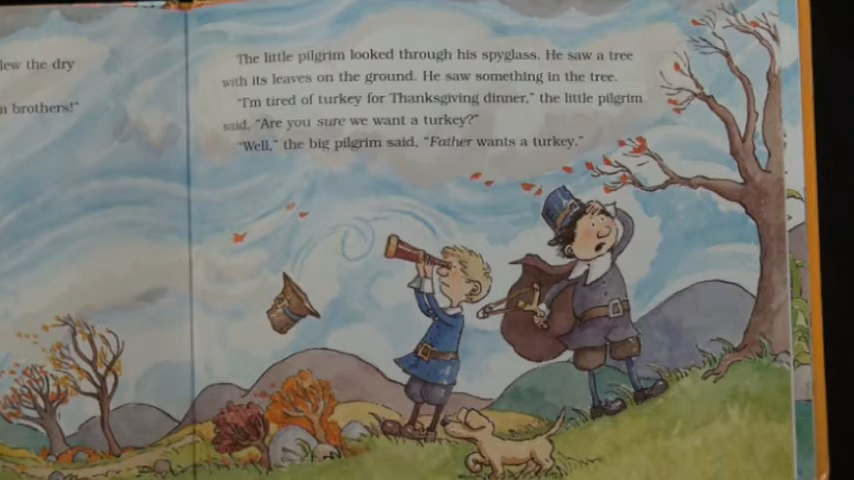 lew the dry
n brothers!"
The little pilgrim looked through his spyglass. He saw a tree
with its leaves on the ground. He saw something in the tree.
"I'm tired of turkey for Thanksgiving dinner," the little pilgrim
said. "Are you sure we want a turkey?"
"Well," the big pilgrim said, "Father wants a turkey."